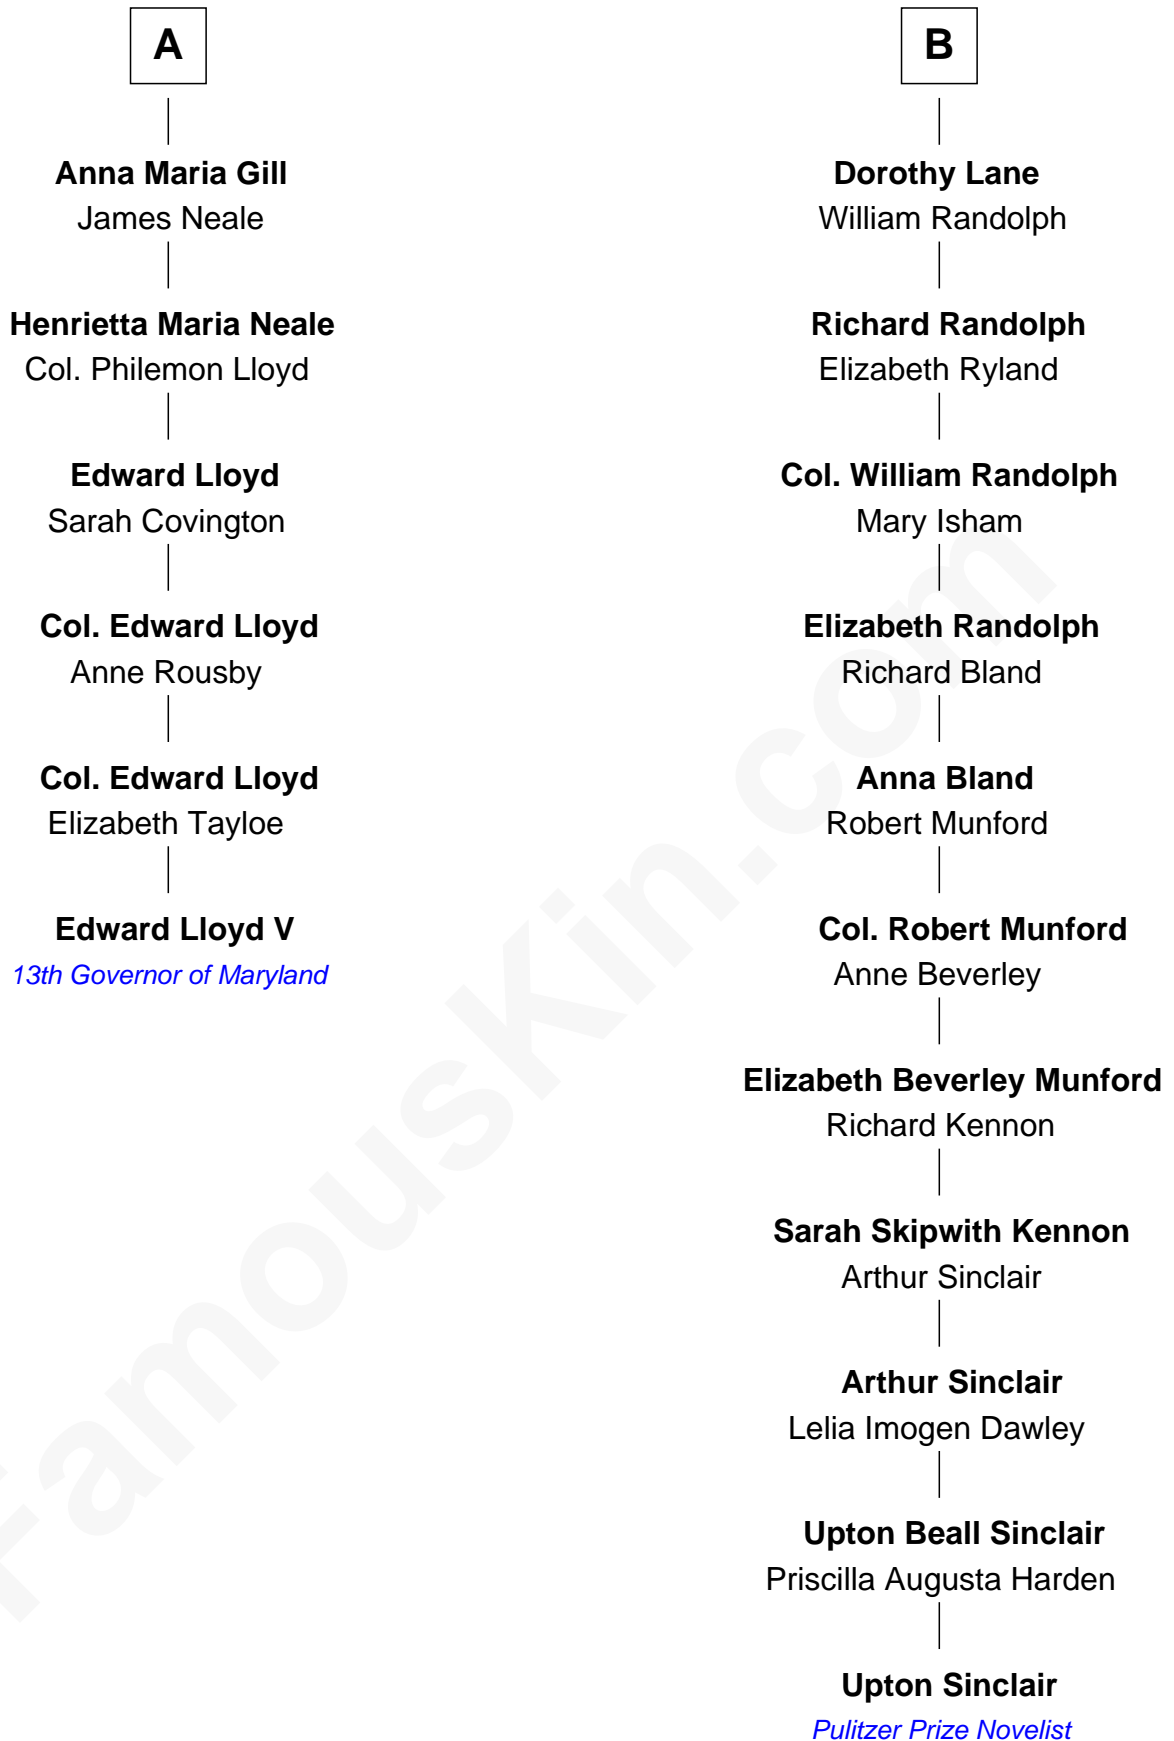 A
Anna Maria Gill
James Neale
Henrietta Maria Neale
Col. Philemon Lloyd
Edward Lloyd
Sarah Covington
Col. Edward Lloyd
Anne Rousby
Col. Edward Lloyd
Elizabeth Tayloe
Edward Lloyd V
13th Governor of Maryland
B
Dorothy Lane
William Randolph
Richard Randolph
Elizabeth Ryland
Col. William Randolph
Mary Isham
Elizabeth Randolph
Richard Bland
Anna Bland
Robert Munford
Col. Robert Munford
Anne Beverley
Elizabeth Beverley Munford
Richard Kennon
Sarah Skipwith Kennon
Arthur Sinclair
Arthur Sinclair
Lelia Imogen Dawley
Upton Beall Sinclair
Priscilla Augusta Harden
Upton Sinclair
Pulitzer Prize Novelist
FamousKin.com